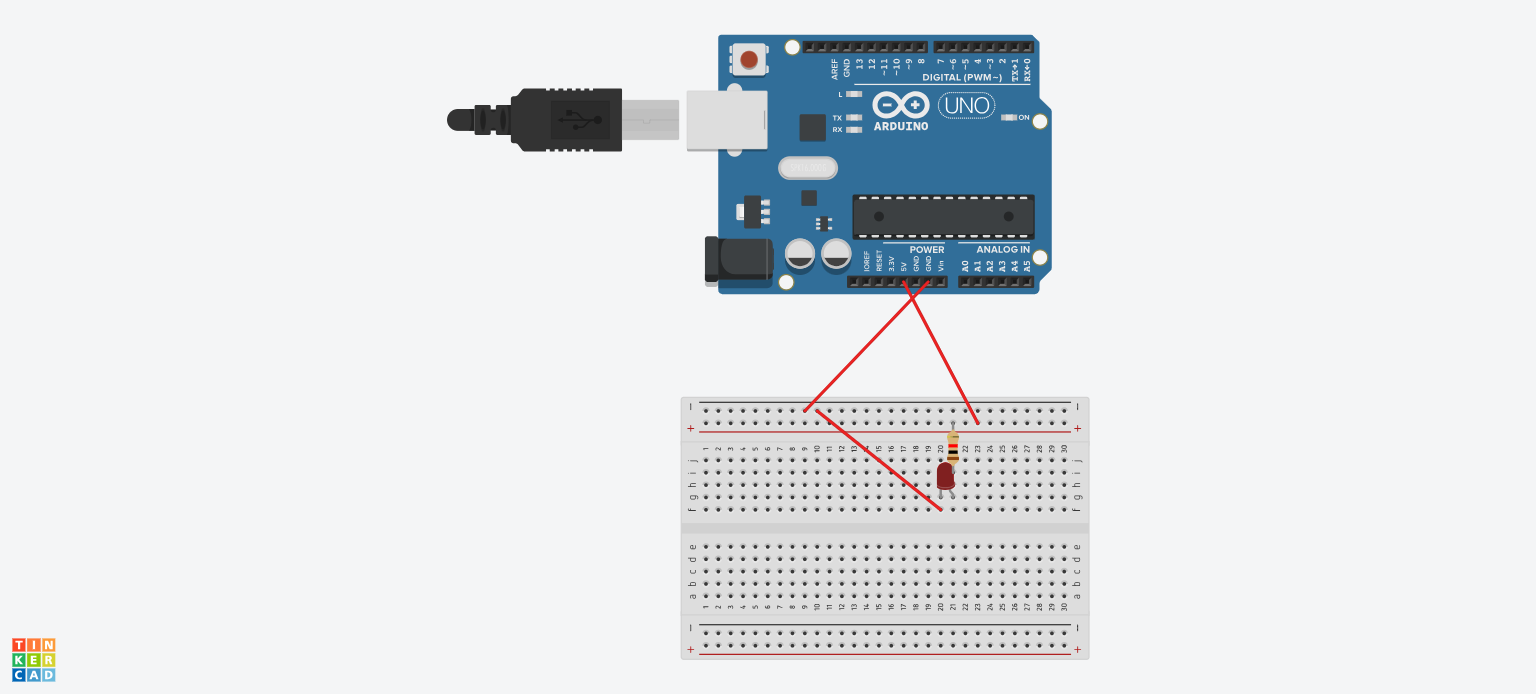 AREF
GND
13
12
~11
~10
~9
8
7
~6
~5
4
~3
2
TX→1
RX←0
DIGITAL (PWM~)
L
TX
RX
ARDUINO
UNO
ON
POWER
ANALOG IN
IOREF
RESET
3.3V
5V
GND
GND
Vin
A0
A1
A2
A3
A4
A5
− −
+ +
1 2 3 4 5 6 7 8 9 10 11 12 13 14 15 16 17 18 19 20 22 23 24 25 26 27 28 29 30
j j
i i
h h
g g
f f
e e
d d
c c
b b
a a
1 2 3 4 5 6 7 8 9 10 11 12 13 14 15 16 17 18 19 20 21 22 23 24 25 26 27 28 29 30
− −
+ +
TIN
KER
CAD